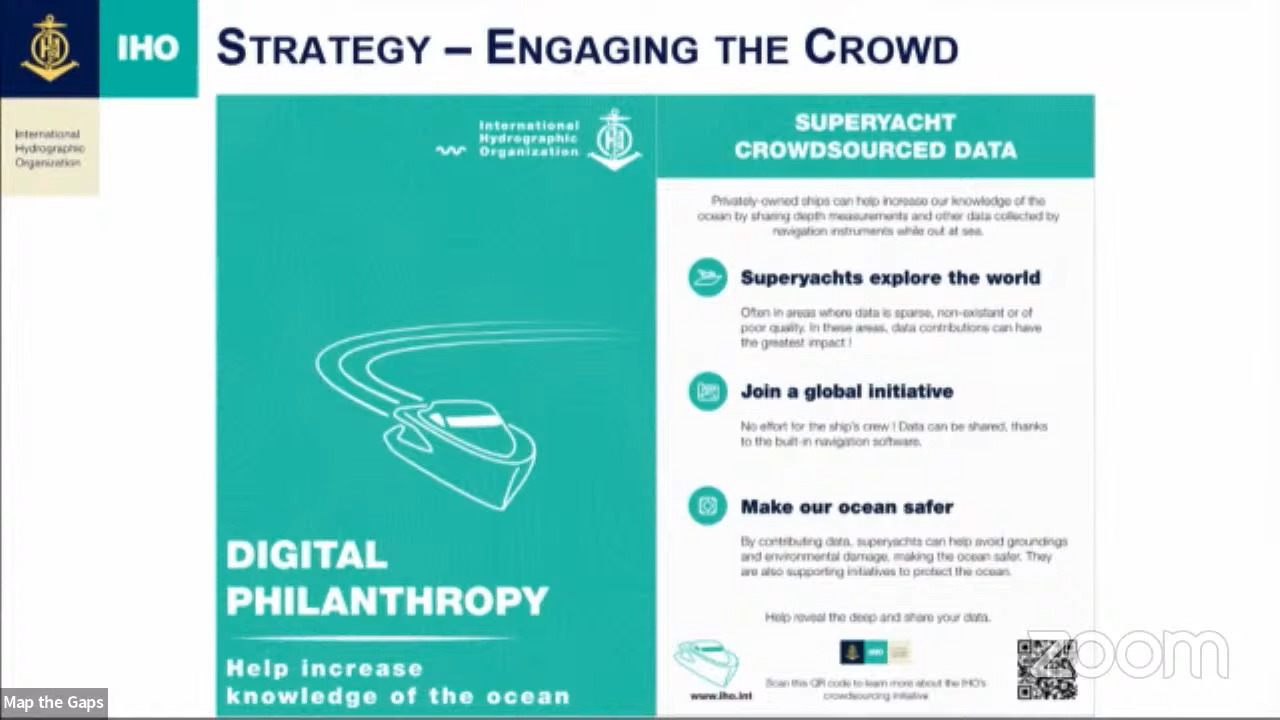 IHO
STRATEGY – ENGAGING THE CROWD
International
Hydrographic
Organization
International
Hydrographic
Organization
DIGITAL
PHILANTHROPY
Help increase
knowledge of the ocean
SUPERYACHT
CROWDSOURCED DATA
Privately-owned ships can help increase our knowledge of the
ocean by sharing depth measurements and other data collected by
navigation instruments while out at sea.
Superyachts explore the world
Often in areas where data is sparse, non-existant or of
poor quality. In these areas, data contributions can have
the greatest impact !
Join a global initiative
No effort for the ship's crew ! Data can be shared, thanks
to the built-in navigation software.
Make our ocean safer
By contributing data, superyachts can help avoid groundings
and environmental damage, making the ocean safer. They
are also supporting initiatives to protect the ocean.
Help reveal the deep and share your data.
IHO
www.iho.int
Scan this QR code to learn more about the IHO's
crowdsourcing initiative
zoom
Map the Gaps